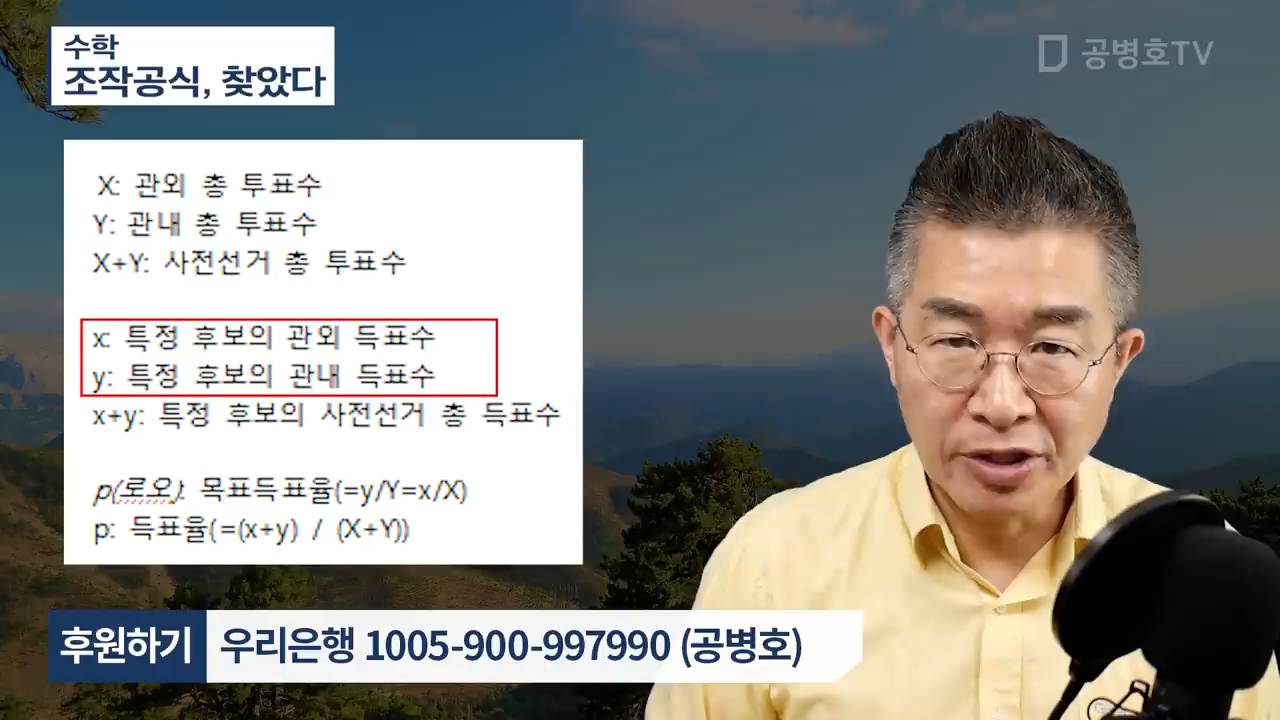 수학
조작공식, 찾았다
공병호TV
X: 관외 총 투표수
Y: 관내 총 투표수
X+Y: 사전선거 총 투표수
x: 특정 후보의 관외 득표수
y: 특정 후보의 관내 득표수
x+y: 특정 후보의 사전선거 총 득표수
p(로오): 목표득표율(=y/Y=x/X)
p: 득표율(=(x+y) / (X+Y))
후원하기 우리은행 1005-900-997990 (공병호)